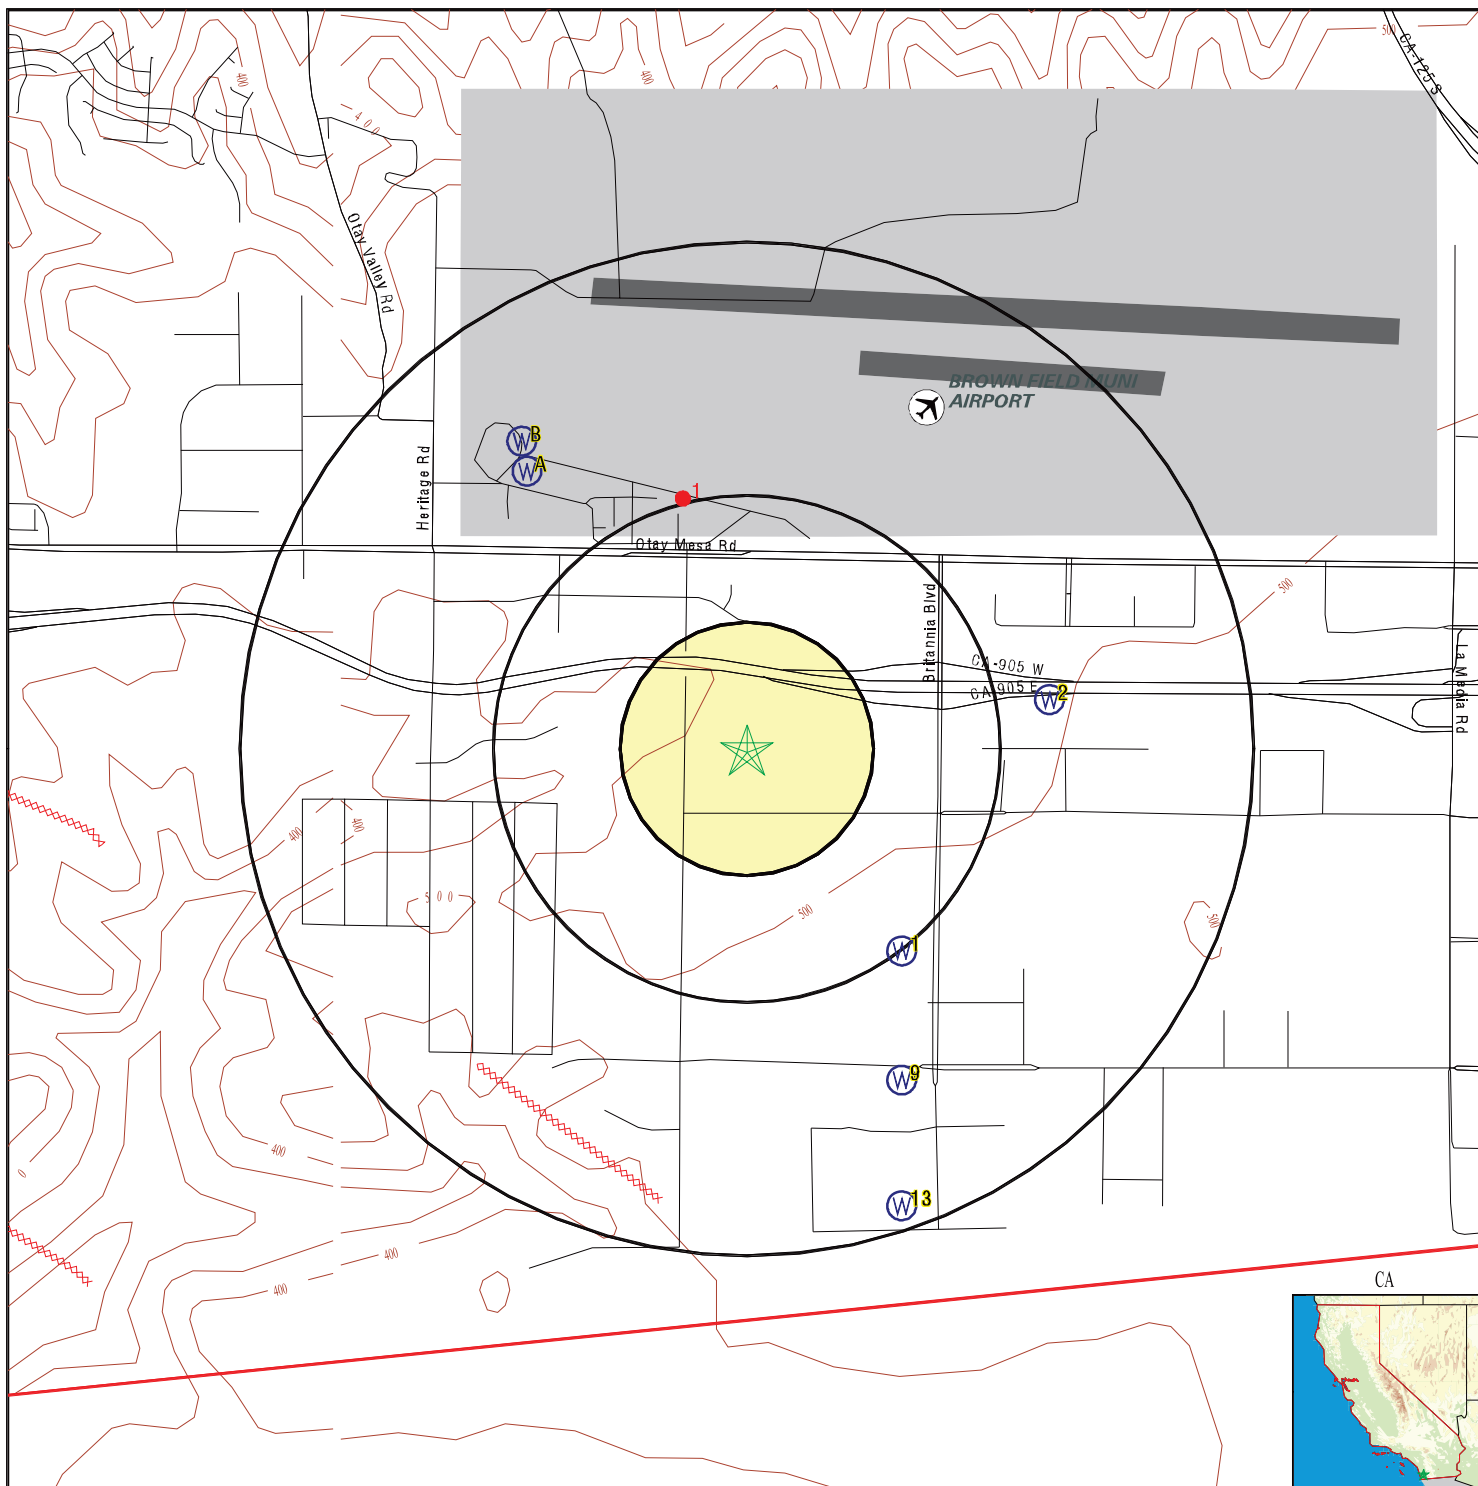 500
CA-125 S
400
400
400
Otay Valley Rd
BROWN FIELD MUNI
AIRPORT
W B
W A
Heritage Rd
1
Otay Mesa Rd
500
Britannia Blvd
CA-905 W
CA-905 E
W 2
La Media Rd
400
400
500
500
500
W 1
W 9
400
0
W 13
400
400
CA